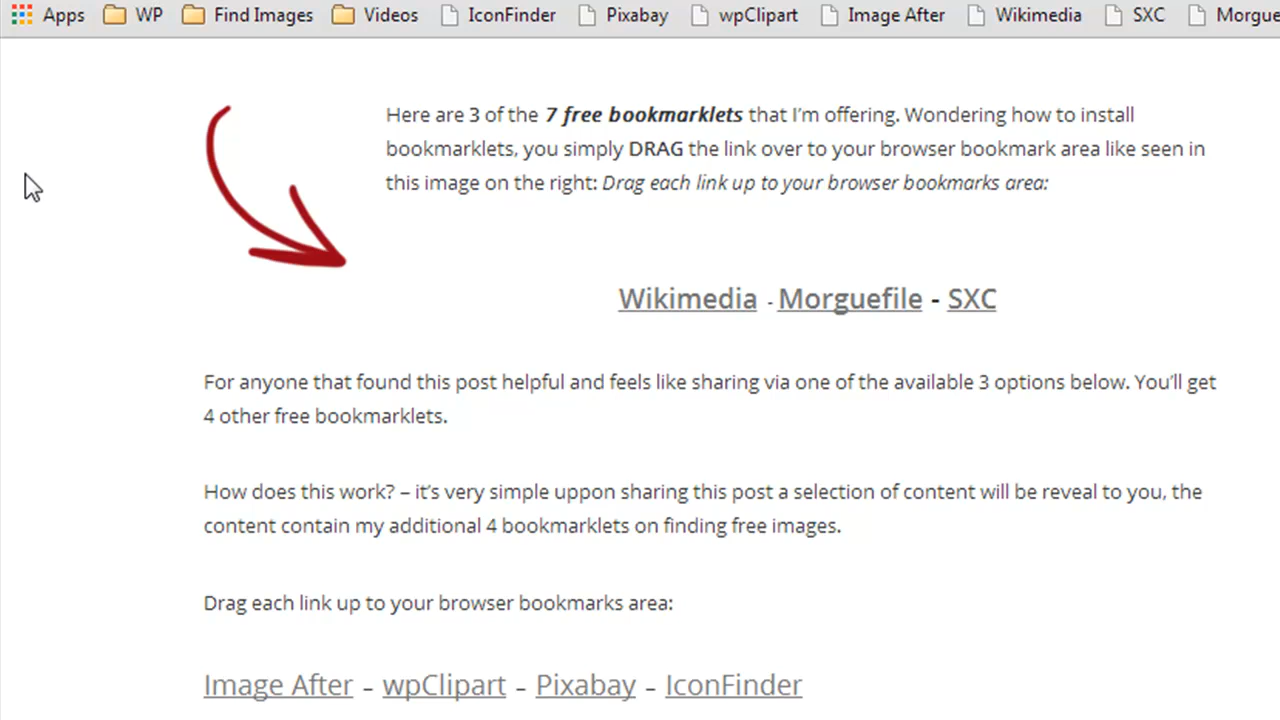 Apps WP Find Images Videos IconFinder Pixabay wpClipart Image After Wikimedia SXC Morgue
Here are 3 of the 7 free bookmarklets that I'm offering. Wondering how to install
bookmarklets, you simply DRAG the link over to your browser bookmark area like seen in
this image on the right: Drag each link up to your browser bookmarks area:
Wikimedia - Morguefile - SXC
For anyone that found this post helpful and feels like sharing via one of the available 3 options below. You'll get
4 other free bookmarklets.
How does this work? – it's very simple uppon sharing this post a selection of content will be reveal to you, the
content contain my additional 4 bookmarklets on finding free images.
Drag each link up to your browser bookmarks area:
Image After – wpClipart – Pixabay – IconFinder